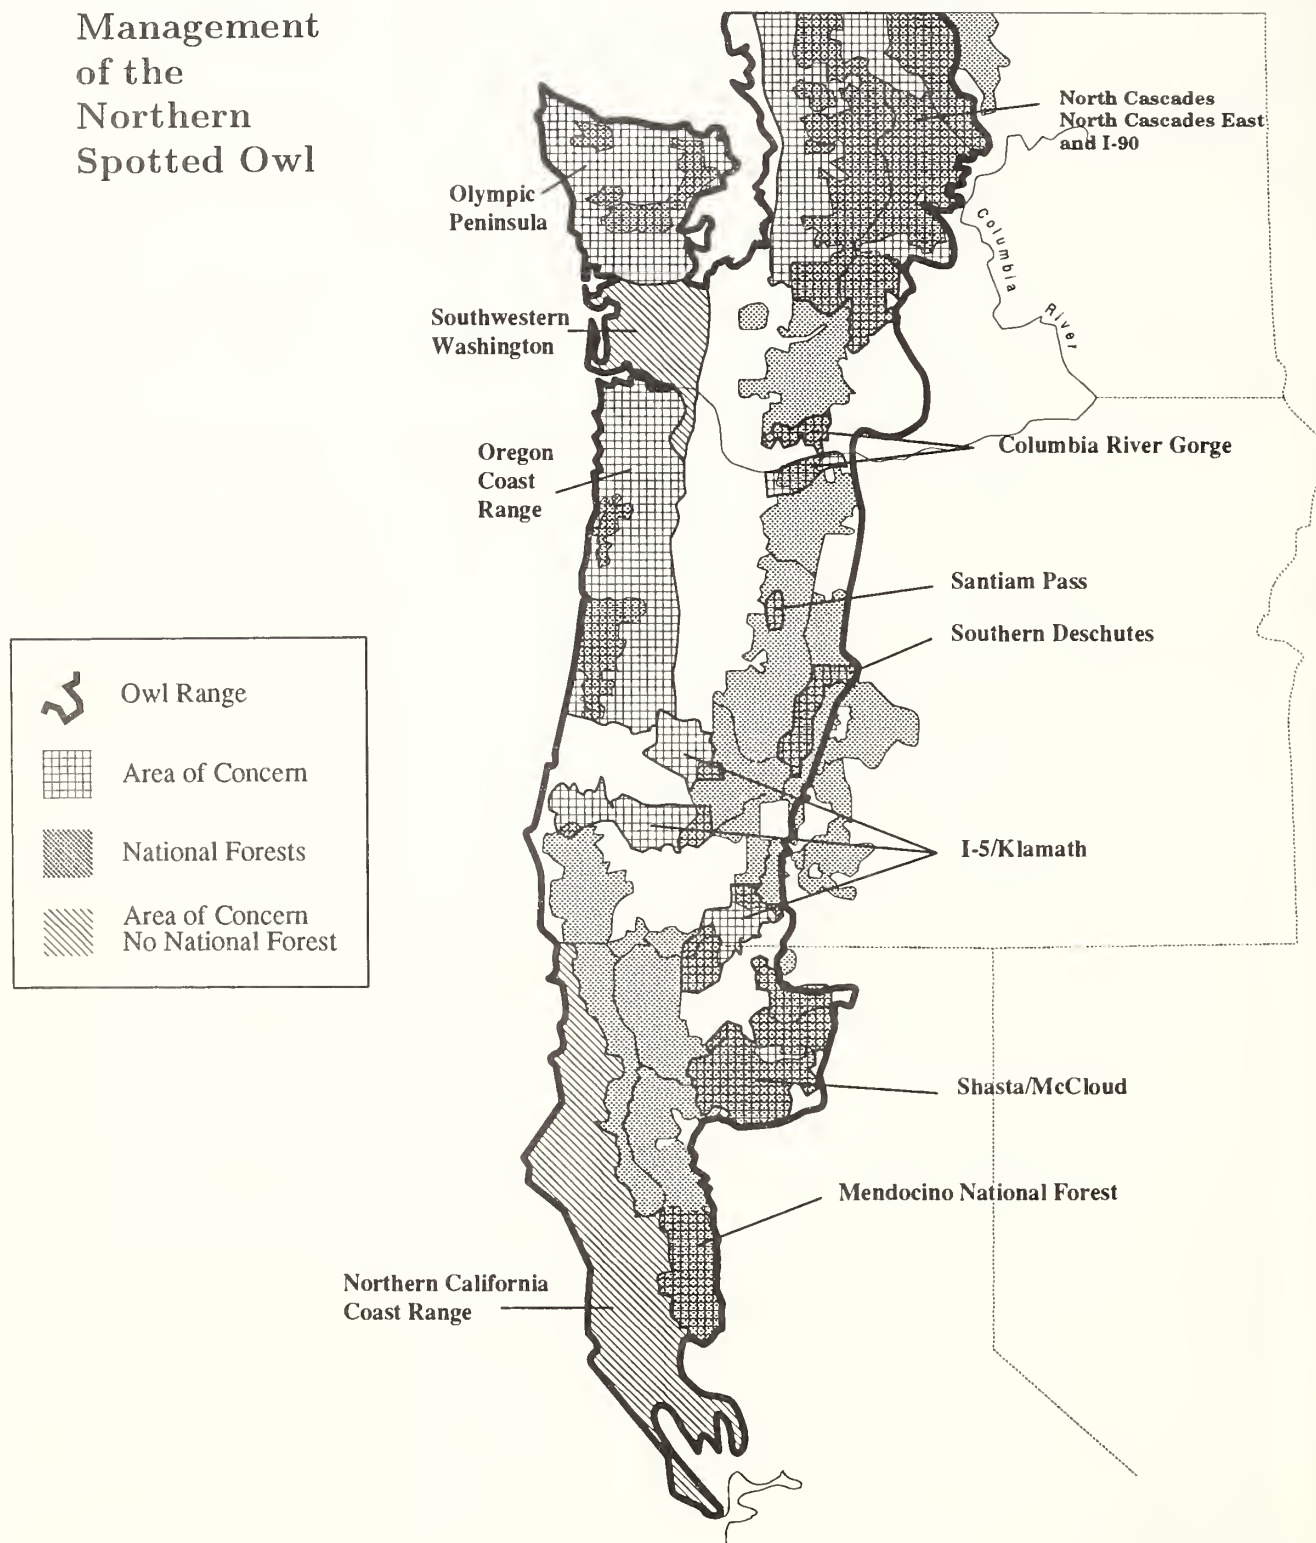 Management
of the
Northern
Spotted Owl
North Cascades
North Cascades East
and I-90
Olympic
Peninsula
Columbia
River
Southwestern
Washington
Oregon
Coast
Range
Columbia River Gorge
Santiam Pass
Southern Deschutes
Owl Range
Area of Concern
National Forests
Area of Concern
No National Forest
I-5/Klamath
Shasta/McCloud
Mendocino National Forest
Northern California
Coast Range